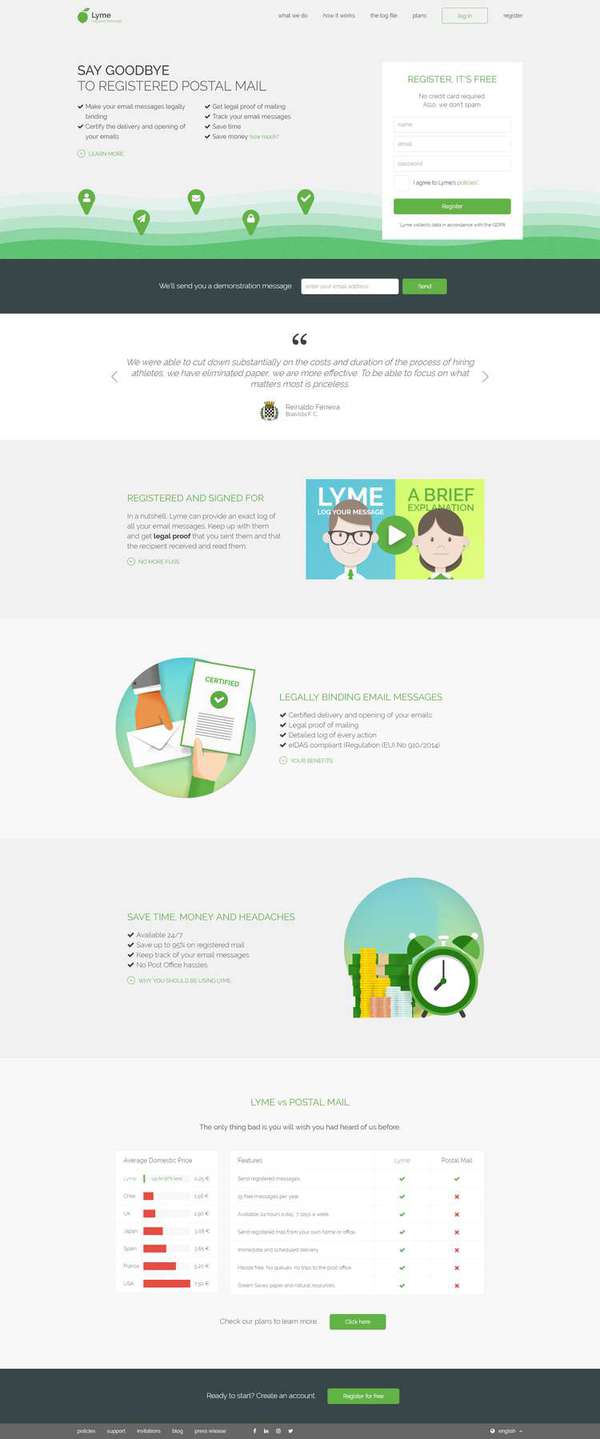 Lyme
what we do
how it works
the log file
plans
log in
register
SAY GOODBYE
TO REGISTERED POSTAL MAIL
Make your email messages legally
binding
Certify the delivery and opening of
your emails
Get legal proof of mailing
Track your email messages
Save time
Save money how much?
LEARN MORE
REGISTER, IT'S FREE
No credit card required
Also, we don't spam
name
email
password
I agree to Lyme's policies*
Register
Lyme collects data in accordance with the GDPR
We'll send you a demonstration message
enter your email address
Send
We were able to cut down substantially on the costs and duration of the process of hiring
athletes, we have eliminated paper, we are more effective. To be able to focus on what
matters most is priceless
Reinaldo Ferreira
Boavista F. C.
REGISTERED AND SIGNED FOR
In a nutshell, Lyme can provide an exact log of
all your email messages. Keep up with them
and get legal proof that you sent them and that
the recipient received and read them.
NO MORE FUSS
LYME
LOG YOUR MESSAGE
A BRIEF
EXPLANATION
CERTIFIED
LEGALLY BINDING EMAIL MESSAGES
Certified delivery and opening of your emails
Legal proof of mailing
Detailed log of every action
eIDAS compliant (Regulation (EU) No 910/2014)
YOUR BENEFITS
SAVE TIME, MONEY AND HEADACHES
Available 24/7
Save up to 95% on registered mail
Keep track of your email messages
No Post Office hassles
WHY YOU SHOULD BE USING LYME
LYME vs POSTAL MAIL
The only thing bad is you will wish you had heard of us before.
Average Domestic Price
Lyme
Chile
UK
Japan
Spain
France
5,20 €
USA
7,50 €
Features
Lyme
Postal Mail
Send registered messages
15 free messages per year
Available 24 hours a day, 7 days a week
Send registered mail from your own home or office
Immediate and scheduled delivery
Hassle free. No queues, no trips to the post office
Green. Saves paper and natural resources
Check our plans to learn more.
Click here
Ready to start? Create an account.
Register for free
policies
support
invitations
blog
press release
english